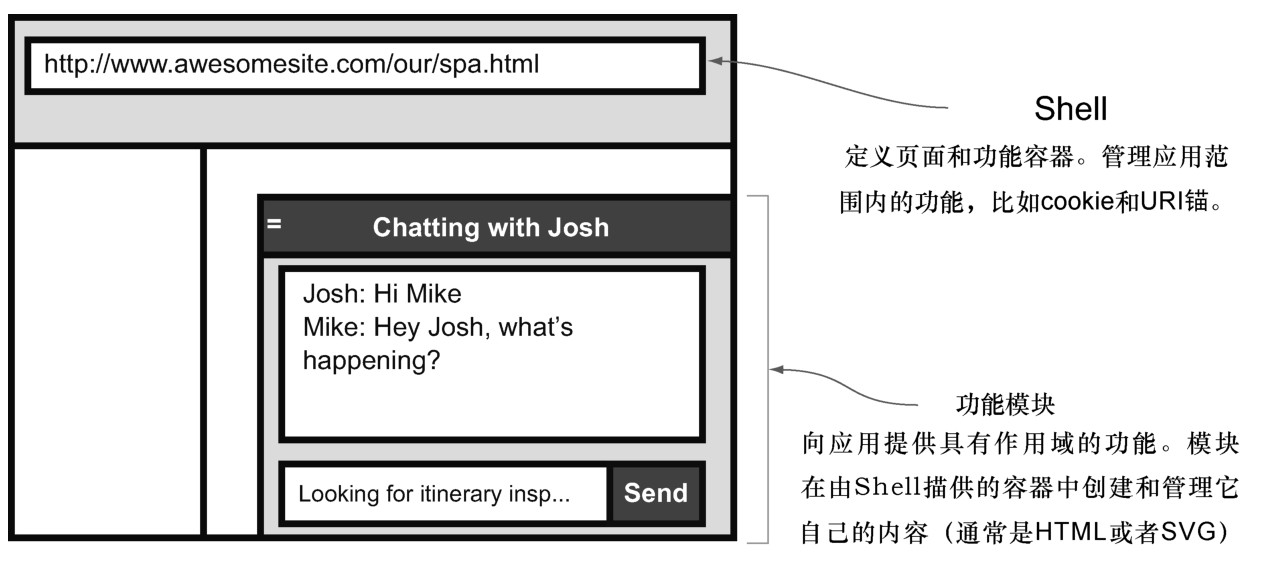 http://www.awesomesite.com/our/spa.html
Shell
定义页面和功能容器。管理应用范
围内的功能，比如cookie和URI锚。
= Chatting with Josh
Josh: Hi Mike
Mike: Hey Josh, what's
happening?
Looking for itinerary insp...
Send
功能模块
向应用提供具有作用域的功能。模块
在由Shell描供的容器中创建和管理它
自己的内容（通常是HTML或者SVG）